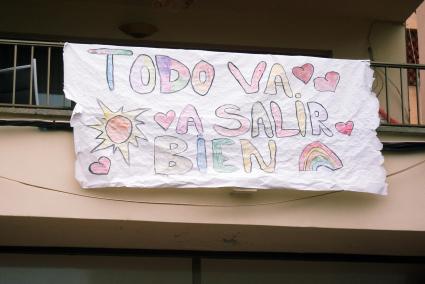 TODO VA
A SALIR
BIEN